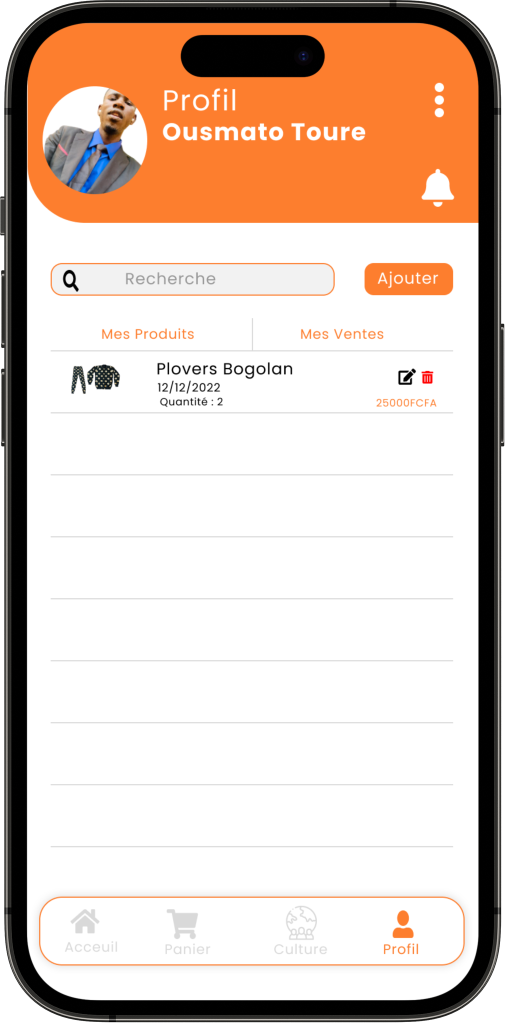 Profil
Ousmato Toure
Recherche
Ajouter
Mes Produits
Mes Ventes
Plovers Bogolan
12/12/2022
Quantité : 2
25000FCFA
Acceuil
Panier
Culture
Profil